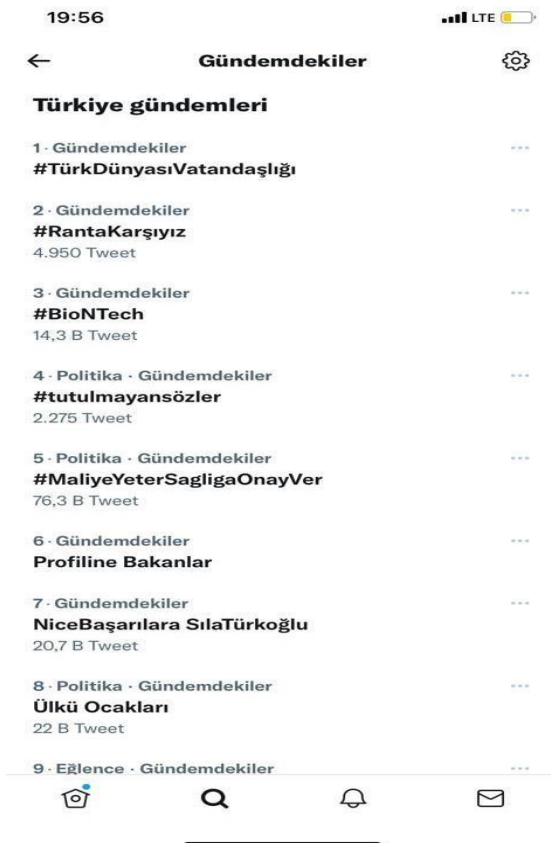 19:56
LTE
Gündemdekiler
Türkiye gündemleri
1 · Gündemdekiler
#TürkDünyasıVatandaşlığı
2 · Gündemdekiler
#RantaKarşıyız
4.950 Tweet
3 · Gündemdekiler
#BioNTech
14,3 B Tweet
4 · Politika · Gündemdekiler
#tutulmayansözler
2.275 Tweet
5 · Politika · Gündemdekiler
#MaliyeYeterSagligaOnayVer
76,3 B Tweet
6 · Gündemdekiler
Profiline Bakanlar
7 · Gündemdekiler
NiceBaşarılara SılaTürkoğlu
20,7 B Tweet
8 · Politika · Gündemdekiler
Ülkü Ocakları
22 B Tweet
9 · Eğlence · Gündemdekiler